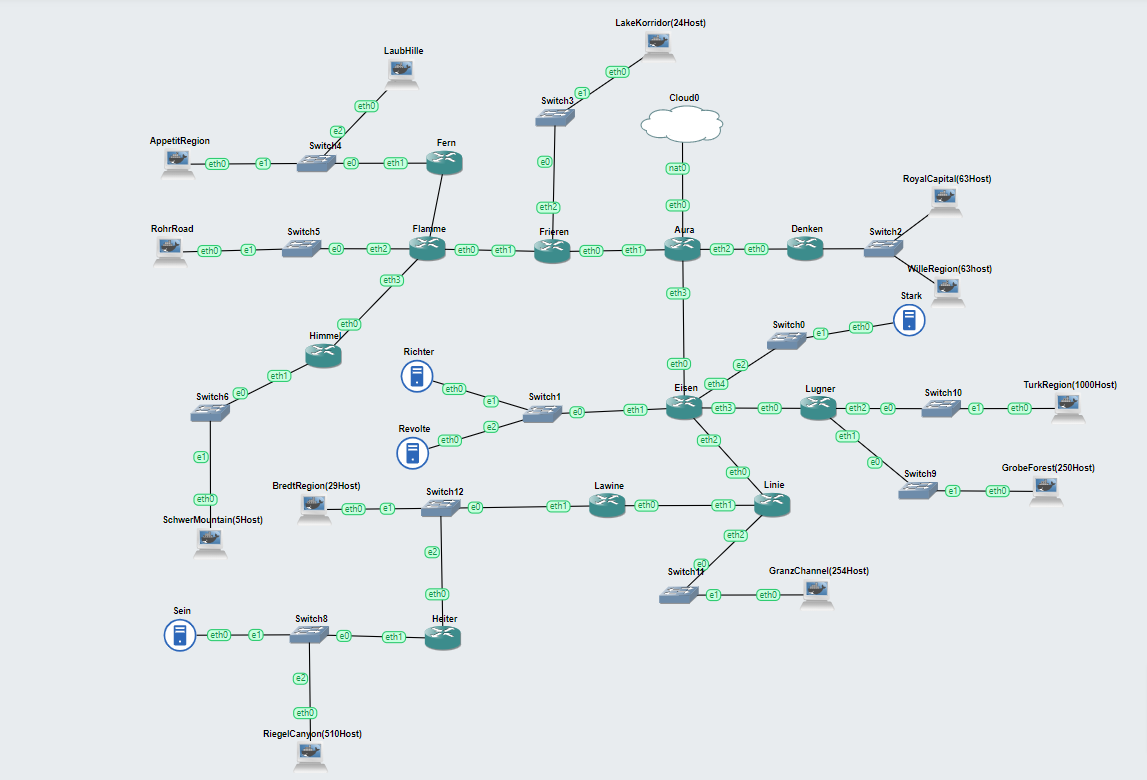 LakeKorridor(24Host)
eth0
e1
Switch3
e0
eth2
LaubHille
eth0
e2
Cloud0
nat0
eth0
AppetitRegion
eth0
e1
Switch4
e0
eth1
Fern
RoyalCapital(63Host)
RohrRoad
eth0
e1
Switch5
e0
eth2
Flamme
eth0
eth1
Frieren
eth0
eth1
Aura
eth2
eth0
Denken
Switch2
WilleRegion(63host)
eth3
eth0
Himmel
eth1
e0
Switch6
e1
eth0
SchwerMountain(5Host)
eth3
eth0
Stark
eth0
e1
Switch0
e2
eth4
Richter
eth0
e1
Switch1
e0
eth1
Eisen
eth3
eth0
Lugner
eth2
e0
Switch10
e1
eth0
TurkRegion(1000Host)
Revolte
eth0
e2
eth2
eth0
eth1
e0
Switch9
e1
eth0
GrobeForest(250Host)
BredtRegion(29Host)
eth0
e1
Switch12
e0
eth1
Lawine
eth0
eth1
Linie
eth2
e0
Switch11
e1
eth0
GranzChannel(254Host)
e2
eth0
Sein
eth0
e1
Switch8
e0
eth1
Heiter
e2
eth0
RiegelCanyon(510Host)